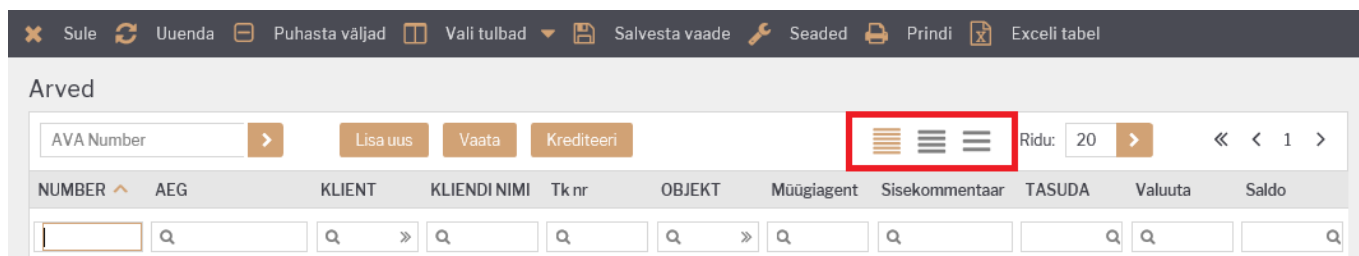 Sule Uuenda Puhasta väljad Vali tulbad Salvesta vaade Seaded Prindi Exceli tabel
Arved
AVA Number Lisa uus Vaata Krediteeri Ridu: 20 1
NUMBER AEG KLIENT KLIENDI NIMI Tk nr OBJEKT Müügiagent Sisekommentaar TASUDA Valuuta Saldo